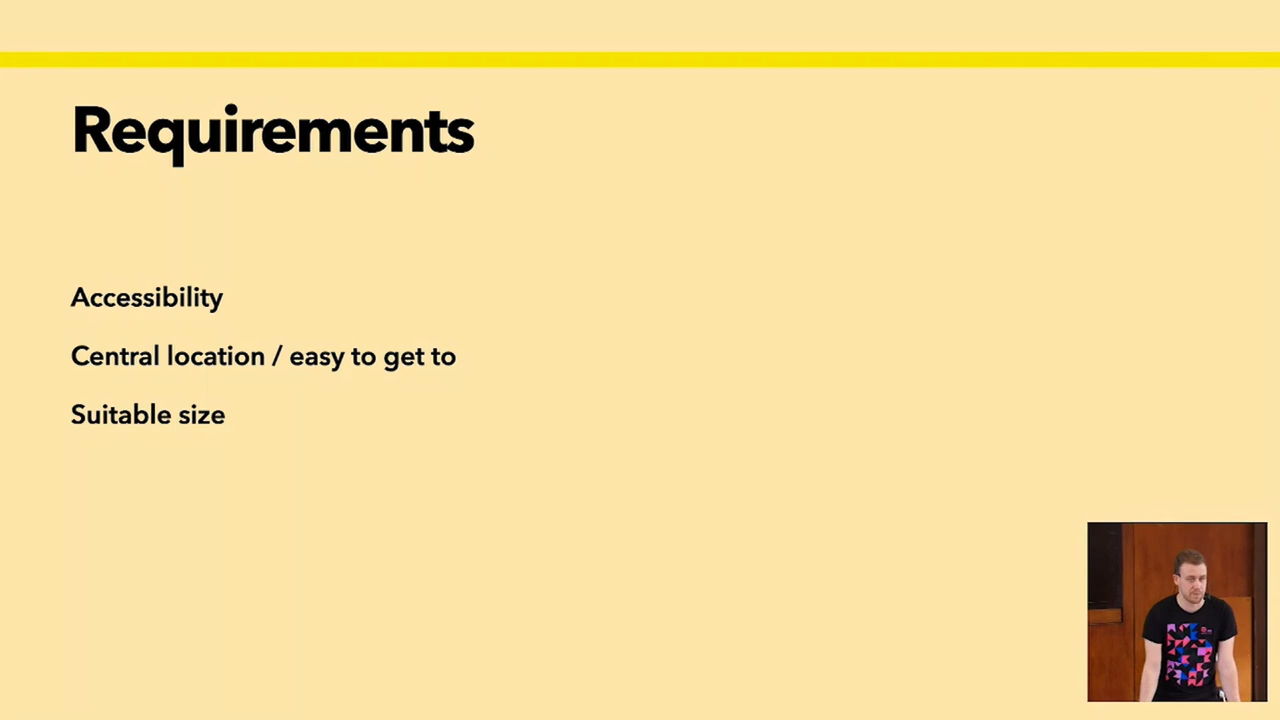 Requirements
Accessibility
Central location / easy to get to
Suitable size